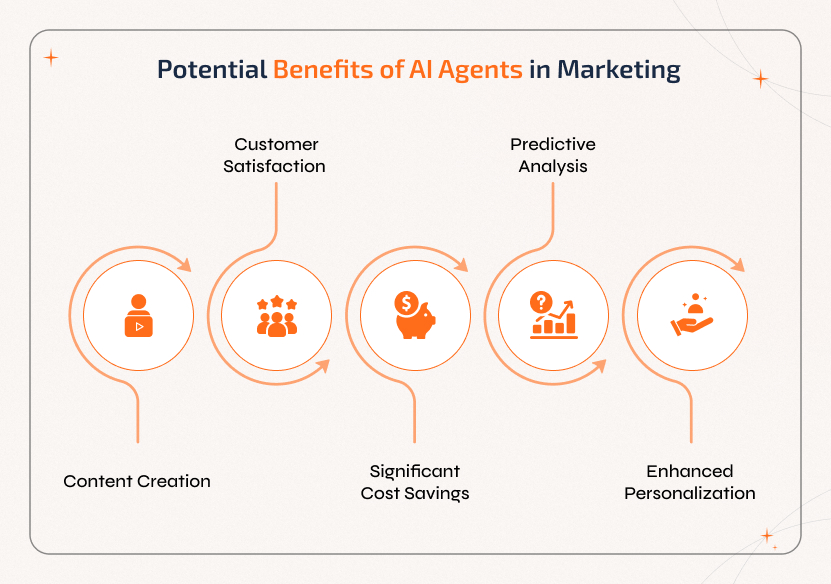 Potential Benefits of AI Agents in Marketing
Customer
Satisfaction
Predictive
Analysis
$
?
Content Creation
Significant
Cost Savings
Enhanced
Personalization